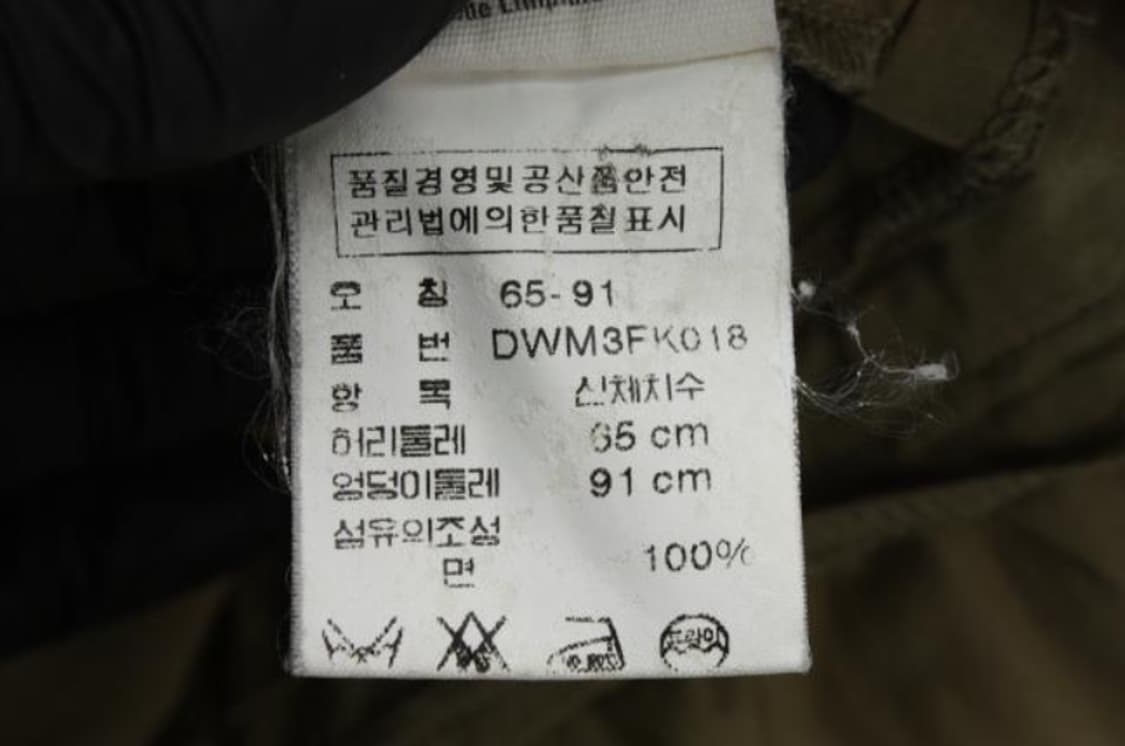 품질경영및공산품안전
관리법에의한품질표시
호 칭 65-91
품 번 DWM3FK018
항 목 신체치수
허리둘레 65 cm
엉덩이둘레 91 cm
섬유의조성
면 100%
드라이